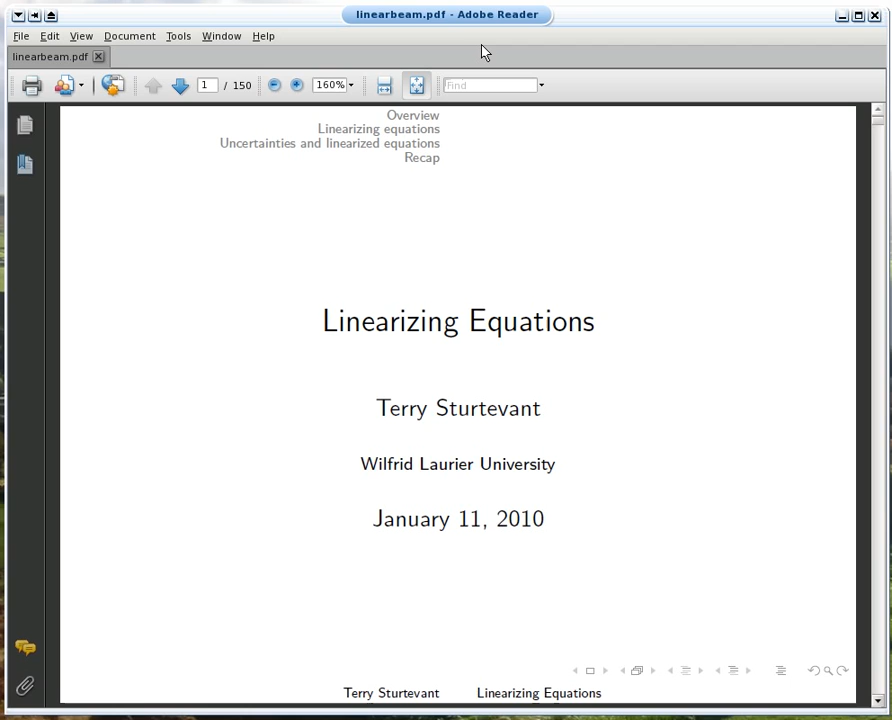 linearbeam.pdf - Adobe Reader
File Edit View Document Tools Window Help
linearbeam.pdf
1 / 150 160% Find
Overview
Linearizing equations
Uncertainties and linearized equations
Recap
Linearizing Equations
Terry Sturtevant
Wilfrid Laurier University
January 11, 2010
Terry Sturtevant Linearizing Equations